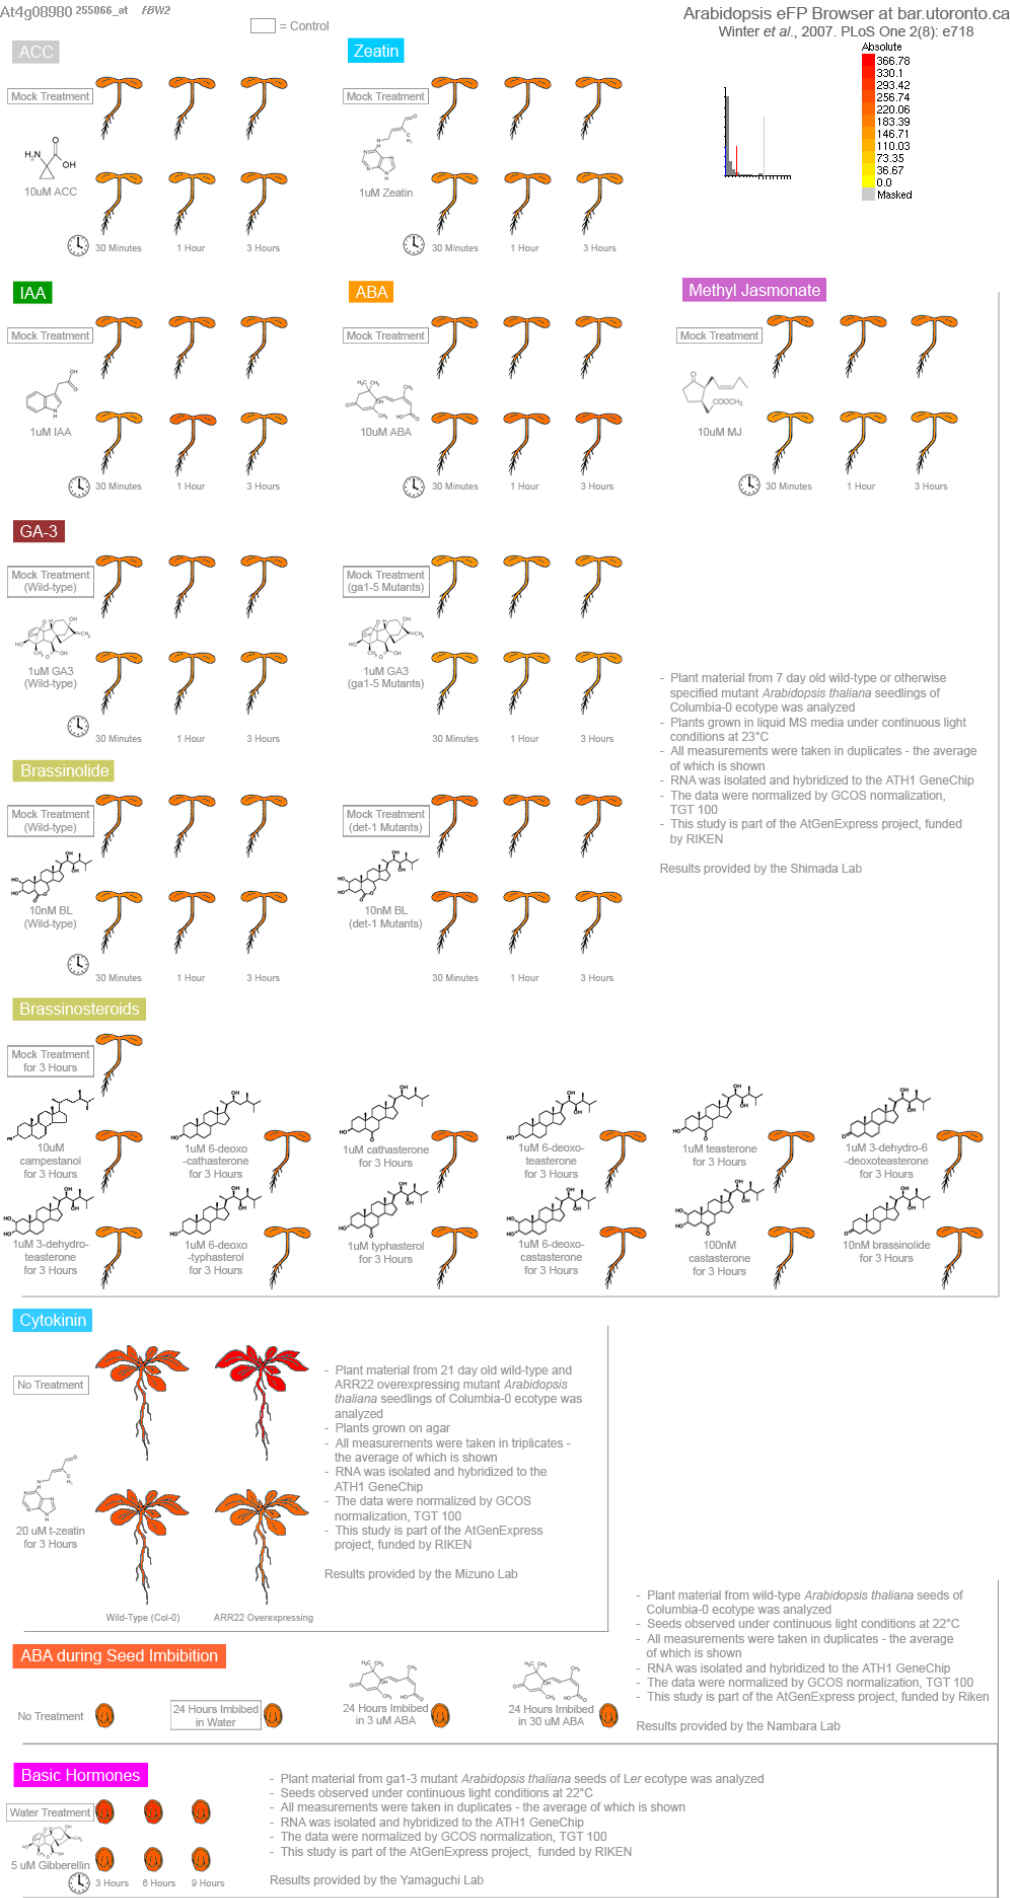 At4g08980 255066_at FBW2
= Control
Arabidopsis eFP Browser at bar.utoronto.ca
Winter et al., 2007. PLoS One 2(8): e718
Absolute
366.78
330.1
293.42
256.74
220.06
183.39
146.71
110.03
73.35
36.67
0.0
Masked
ACC
Mock Treatment
H₂N
O
OH
10uM ACC
30 Minutes 1 Hour 3 Hours
Zeatin
Mock Treatment
1uM Zeatin
30 Minutes 1 Hour 3 Hours
IAA
Mock Treatment
1uM IAA
30 Minutes 1 Hour 3 Hours
ABA
Mock Treatment
10uM ABA
30 Minutes 1 Hour 3 Hours
Methyl Jasmonate
Mock Treatment
COOCH₃
10uM MJ
30 Minutes 1 Hour 3 Hours
GA-3
Mock Treatment
(Wild-type)
1uM GA3
(Wild-type)
30 Minutes 1 Hour 3 Hours
Mock Treatment
(ga1-5 Mutants)
1uM GA3
(ga1-5 Mutants)
30 Minutes 1 Hour 3 Hours
- Plant material from 7 day old wild-type or otherwise
specified mutant Arabidopsis thaliana seedlings of
Columbia-0 ecotype was analyzed
- Plants grown in liquid MS media under continuous light
conditions at 23°C
- All measurements were taken in duplicates - the average
of which is shown
- RNA was isolated and hybridized to the ATH1 GeneChip
- The data were normalized by GCOS normalization,
TGT 100
- This study is part of the AtGenExpress project, funded
by RIKEN
Results provided by the Shimada Lab
Brassinolide
Mock Treatment
(Wild-type)
10nM BL
(Wild-type)
30 Minutes 1 Hour 3 Hours
Mock Treatment
(det-1 Mutants)
10nM BL
(det-1 Mutants)
30 Minutes 1 Hour 3 Hours
Brassinosteroids
Mock Treatment
for 3 Hours
10uM
campestanol
for 3 Hours
1uM 6-deoxo
-cathasterone
for 3 Hours
1uM cathasterone
for 3 Hours
1uM 6-deoxo-
teasterone
for 3 Hours
1uM teasterone
for 3 Hours
1uM 3-dehydro-6
-deoxoteasterone
for 3 Hours
1uM 3-dehydro-
teasterone
for 3 Hours
1uM 6-deoxo
-typhasterol
for 3 Hours
1uM typhasterol
for 3 Hours
1uM 6-deoxo-
castasterone
for 3 Hours
100nM
castasterone
for 3 Hours
10nM brassinolide
for 3 Hours
Cytokinin
No Treatment
20 uM t-zeatin
for 3 Hours
Wild-Type (Col-0) ARR22 Overexpressing
- Plant material from 21 day old wild-type and
ARR22 overexpressing mutant Arabidopsis
thaliana seedlings of Columbia-0 ecotype was
analyzed
- Plants grown on agar
- All measurements were taken in triplicates -
the average of which is shown
- RNA was isolated and hybridized to the
ATH1 GeneChip
- The data were normalized by GCOS
normalization, TGT 100
- This study is part of the AtGenExpress
project, funded by RIKEN
Results provided by the Mizuno Lab
ABA during Seed Imbibition
No Treatment
24 Hours Imbibed
in Water
24 Hours Imbibed
in 3 uM ABA
24 Hours Imbibed
in 30 uM ABA
- Plant material from wild-type Arabidopsis thaliana seeds of
Columbia-0 ecotype was analyzed
- Seeds observed under continuous light conditions at 22°C
- All measurements were taken in duplicates - the average
of which is shown
- RNA was isolated and hybridized to the ATH1 GeneChip
- The data were normalized by GCOS normalization, TGT 100
- This study is part of the AtGenExpress project, funded by Riken
Results provided by the Nambara Lab
Basic Hormones
Water Treatment
5 uM Gibberellin
3 Hours 6 Hours 9 Hours
- Plant material from ga1-3 mutant Arabidopsis thaliana seeds of Ler ecotype was analyzed
- Seeds observed under continuous light conditions at 22°C
- All measurements were taken in duplicates - the average of which is shown
- RNA was isolated and hybridized to the ATH1 GeneChip
- The data were normalized by GCOS normalization, TGT 100
- This study is part of the AtGenExpress project, funded by RIKEN
Results provided by the Yamaguchi Lab